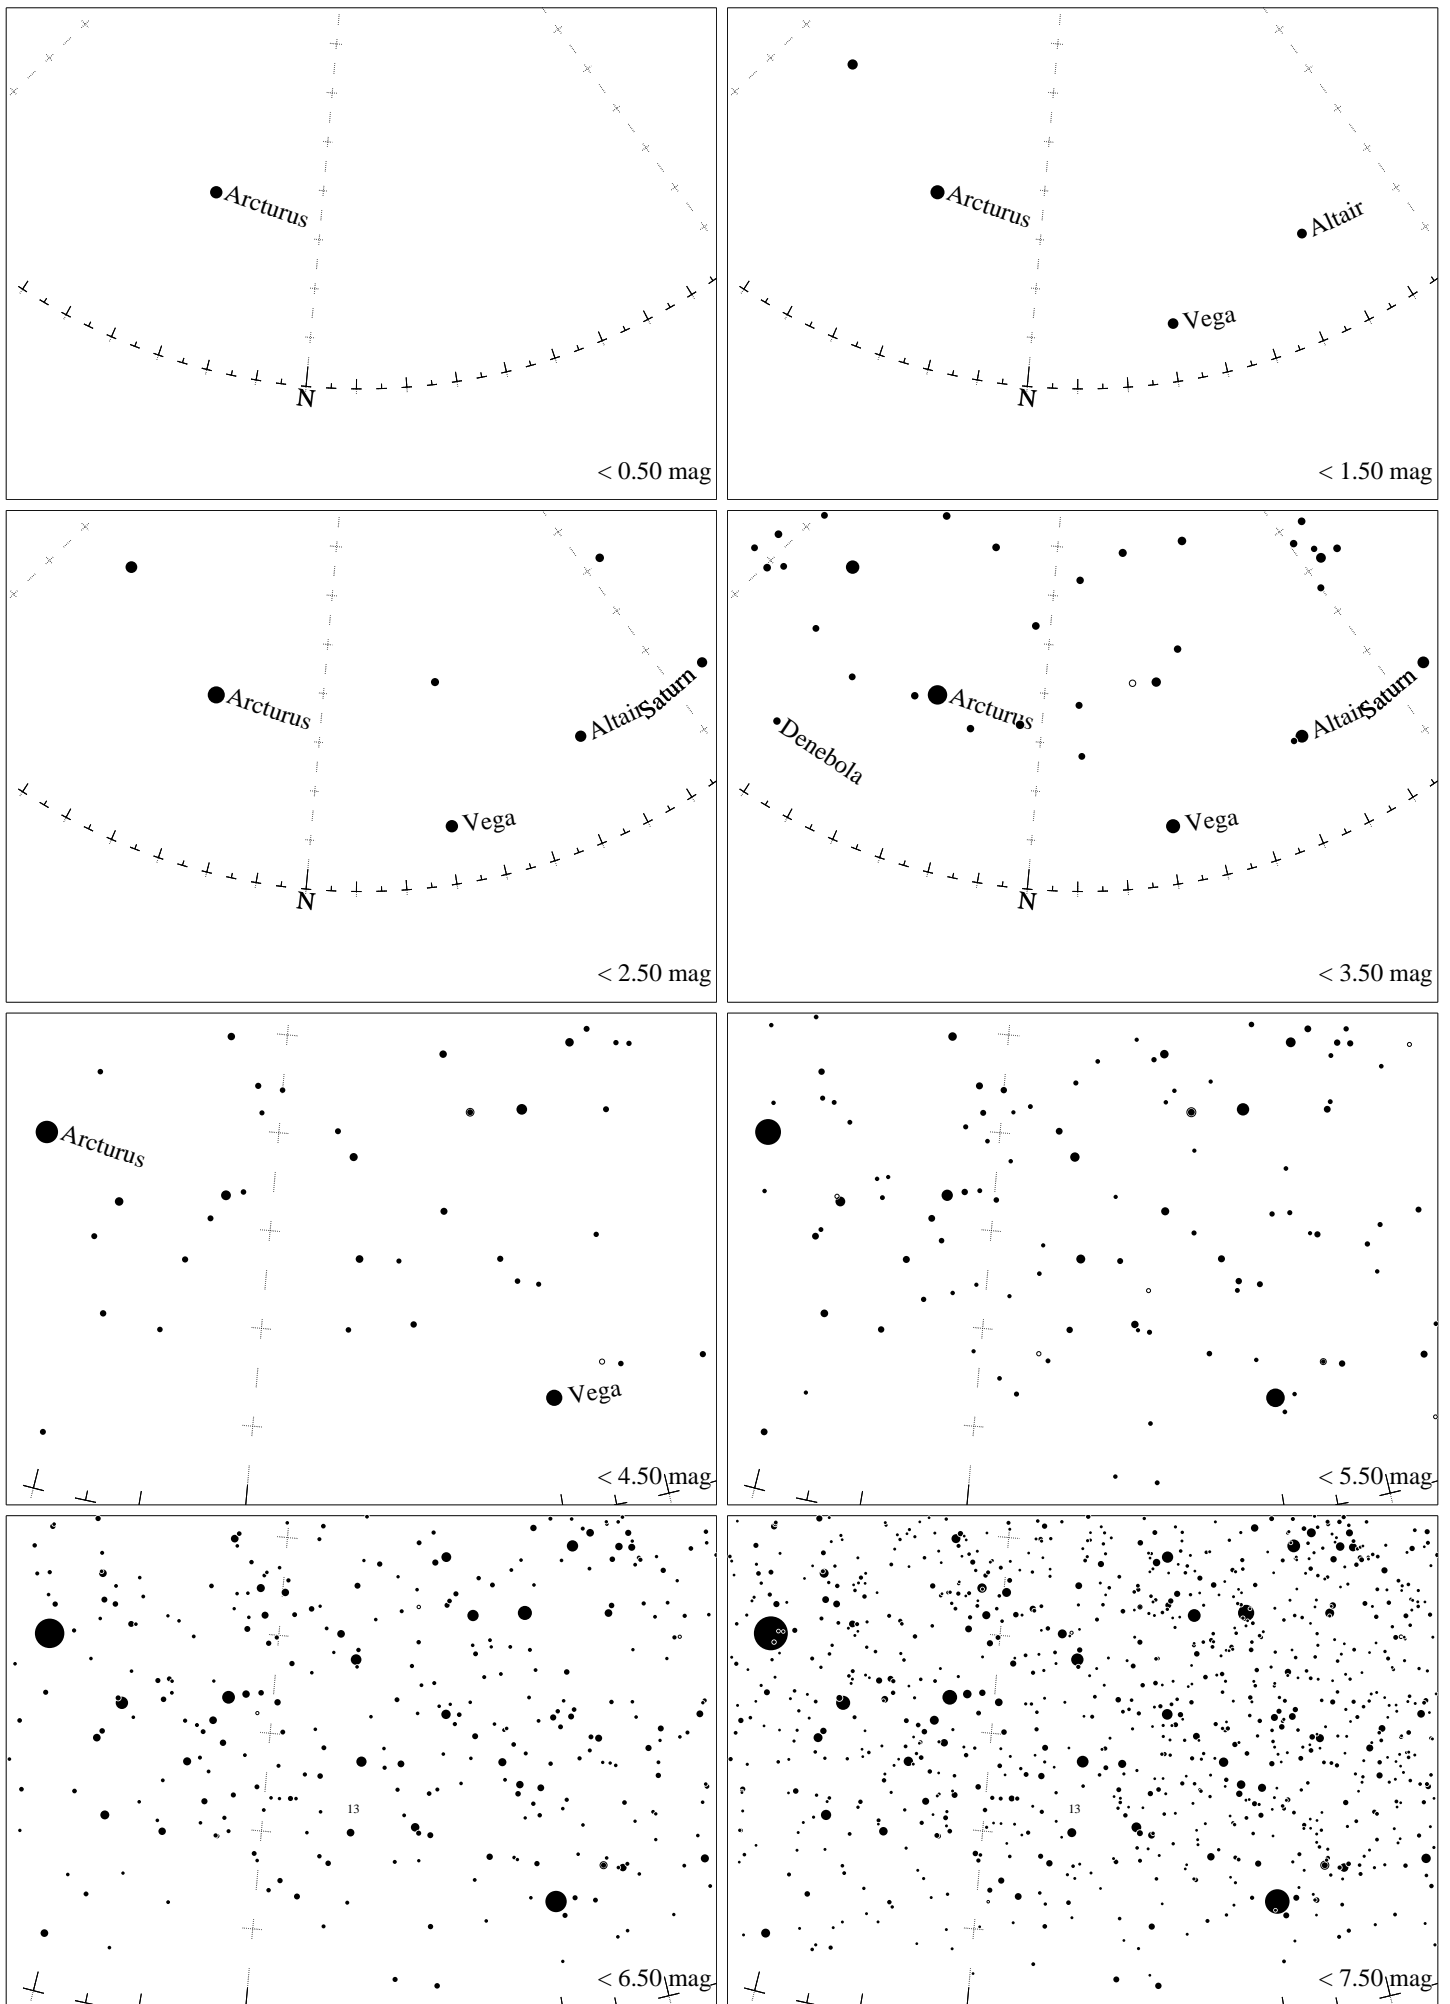 Arcturus
N
< 0.50 mag
Arcturus
Altair
Vega
N
< 1.50 mag
Arcturus
Saturn
Altair
Vega
N
< 2.50 mag
Arcturus
Denebola
Saturn
Altair
Vega
N
< 3.50 mag
Arcturus
Vega
< 4.50 mag
< 5.50 mag
13
< 6.50 mag
13
< 7.50 mag